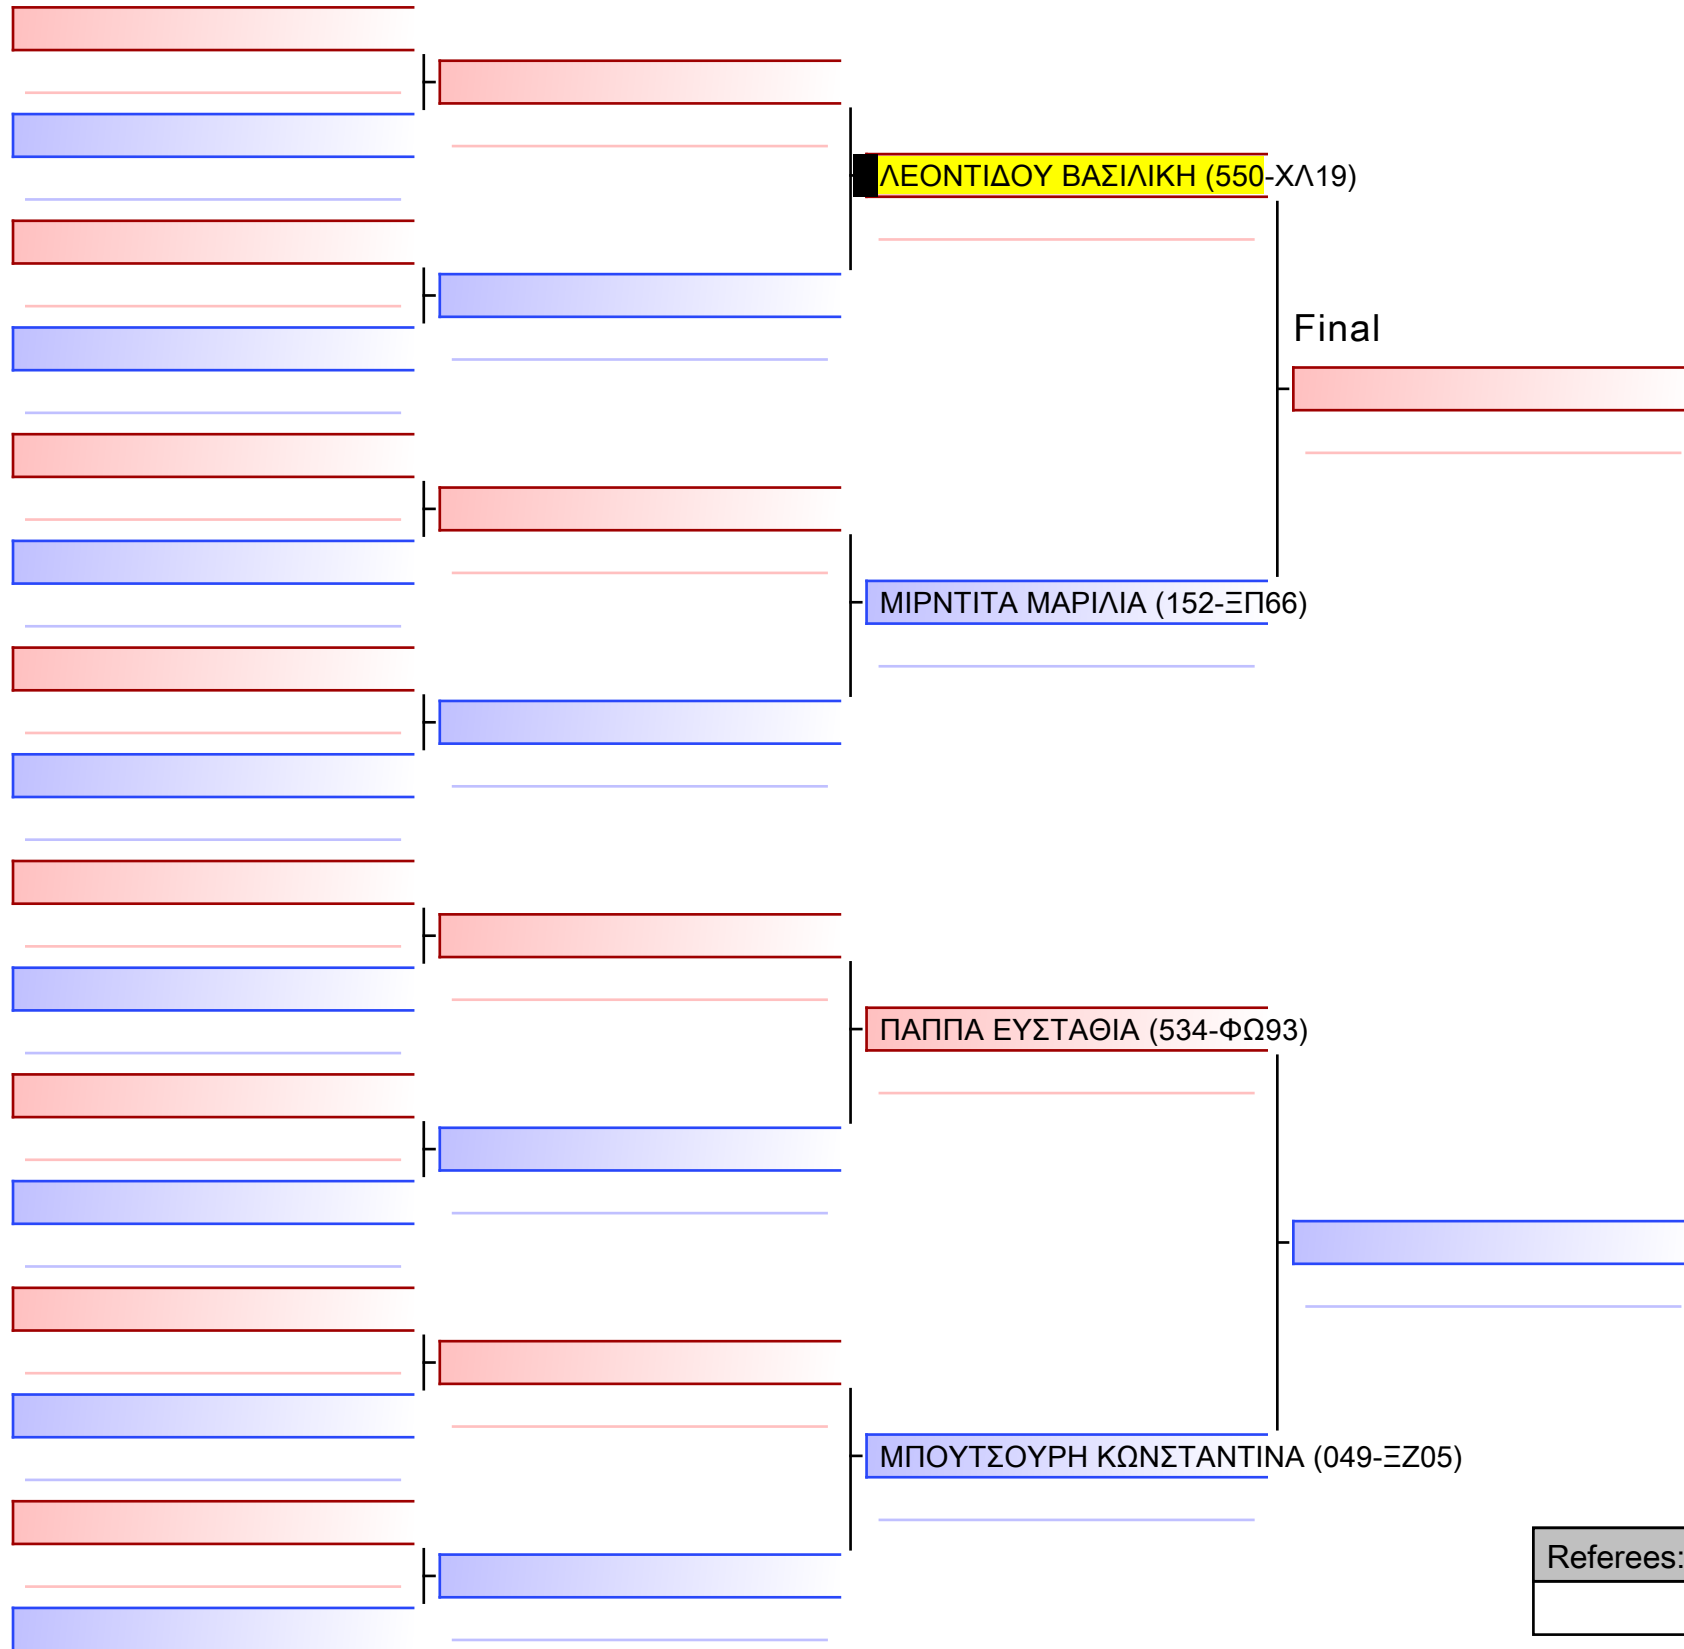 ΛΕΟΝΤΙΔΟΥ ΒΑΣΙΛΙΚΗ (550-ΧΛ19)
Final
ΜΙΡΝΤΙΤΑ ΜΑΡΙΛΙΑ (152-ΞΠ66)
ΠΑΠΠΑ ΕΥΣΤΑΘΙΑ (534-ΦΩ93)
ΜΠΟΥΤΣΟΥΡΗ ΚΩΝΣΤΑΝΤΙΝΑ (049-ΞΖ05)
Referees: